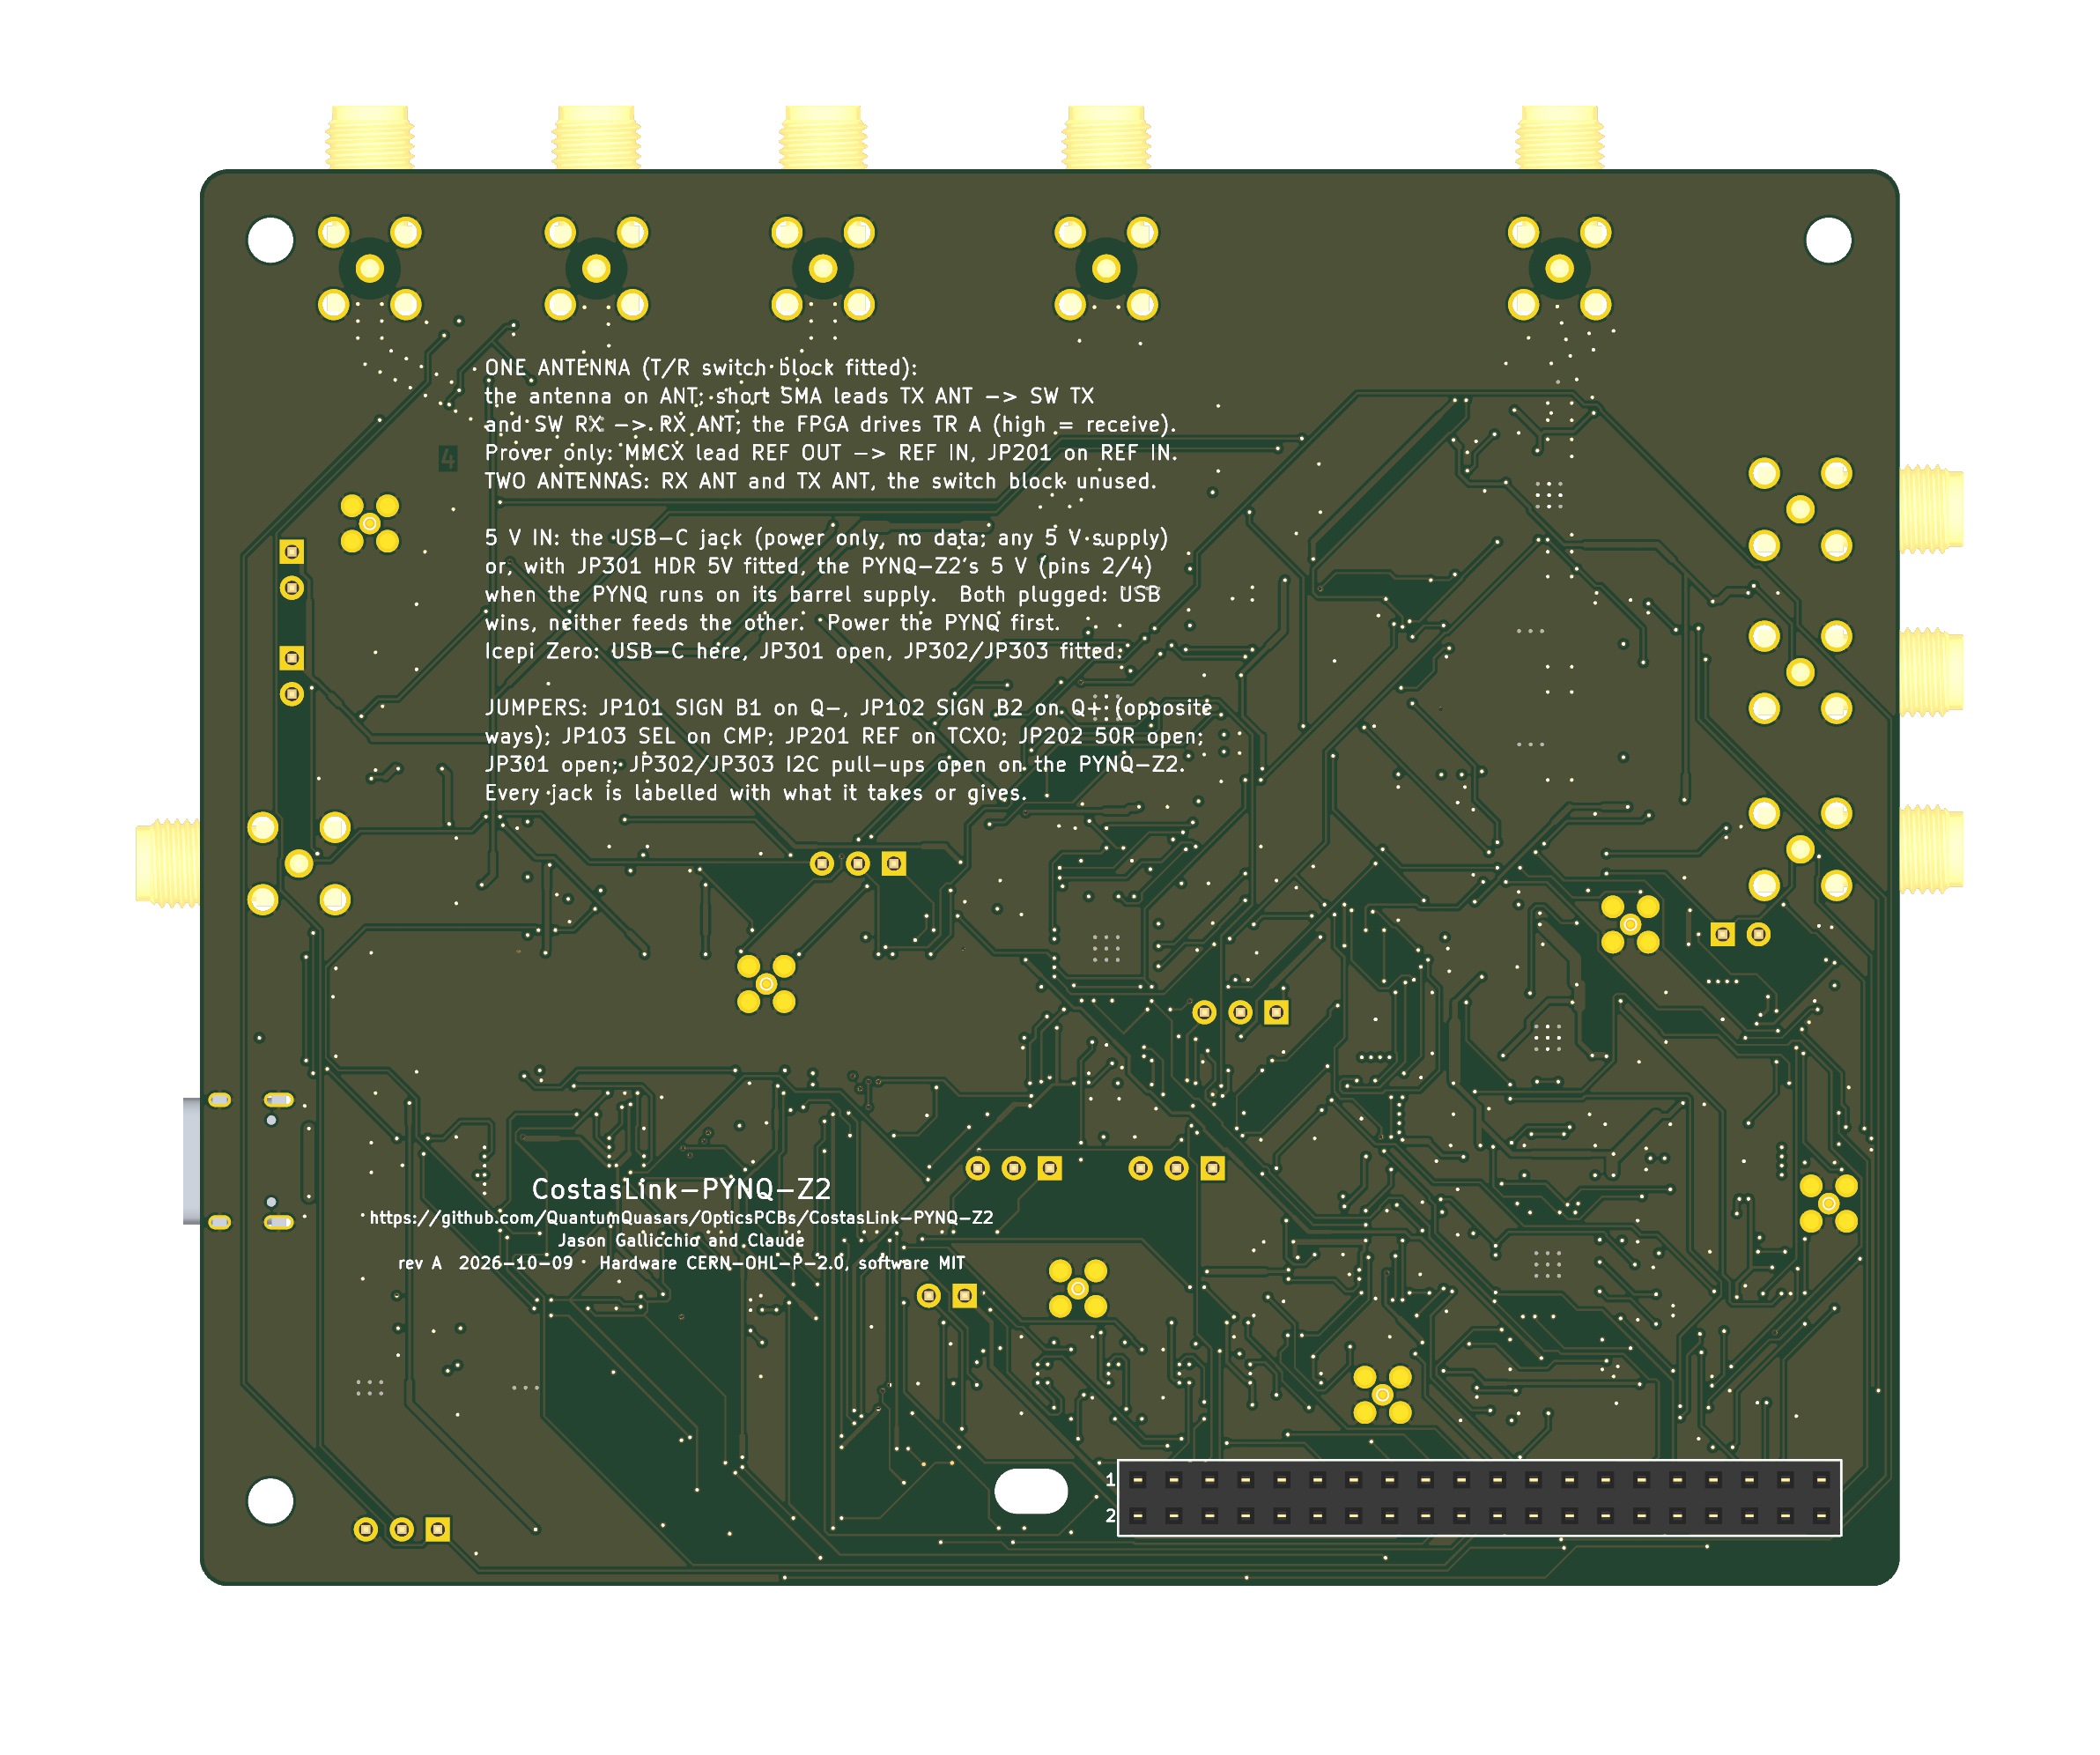 ONE ANTENNA (T/R switch block fitted):
the antenna on ANT; short SMA leads TX ANT -> SW TX
and SW RX -> RX ANT; the FPGA drives TR A (high = receive).
Prover only: MMCX lead REF OUT -> REF IN, JP201 on REF IN.
4
TWO ANTENNAS: RX ANT and TX ANT, the switch block unused.
5 V IN: the USB-C jack (power only, no data; any 5 V supply)
or, with JP301 HDR 5V fitted, the PYNQ-Z2's 5 V (pins 2/4)
when the PYNQ runs on its barrel supply.  Both plugged: USB
wins, neither feeds the other.  Power the PYNQ first.
Icepi Zero: USB-C here, JP301 open, JP302/JP303 fitted.
JUMPERS: JP101 SIGN B1 on Q-, JP102 SIGN B2 on Q+ (opposite
ways); JP103 SEL on CMP; JP201 REF on TCXO; JP202 50R open;
JP301 open; JP302/JP303 I2C pull-ups open on the PYNQ-Z2.
Every jack is labelled with what it takes or gives.
CostasLink-PYNQ-Z2
https://github.com/QuantumQuasars/OpticsPCBs/CostasLink-PYNQ-Z2
Jason Gallicchio and Claude
rev A  2026-10-09   Hardware CERN-OHL-P-2.0, software MIT
1
2